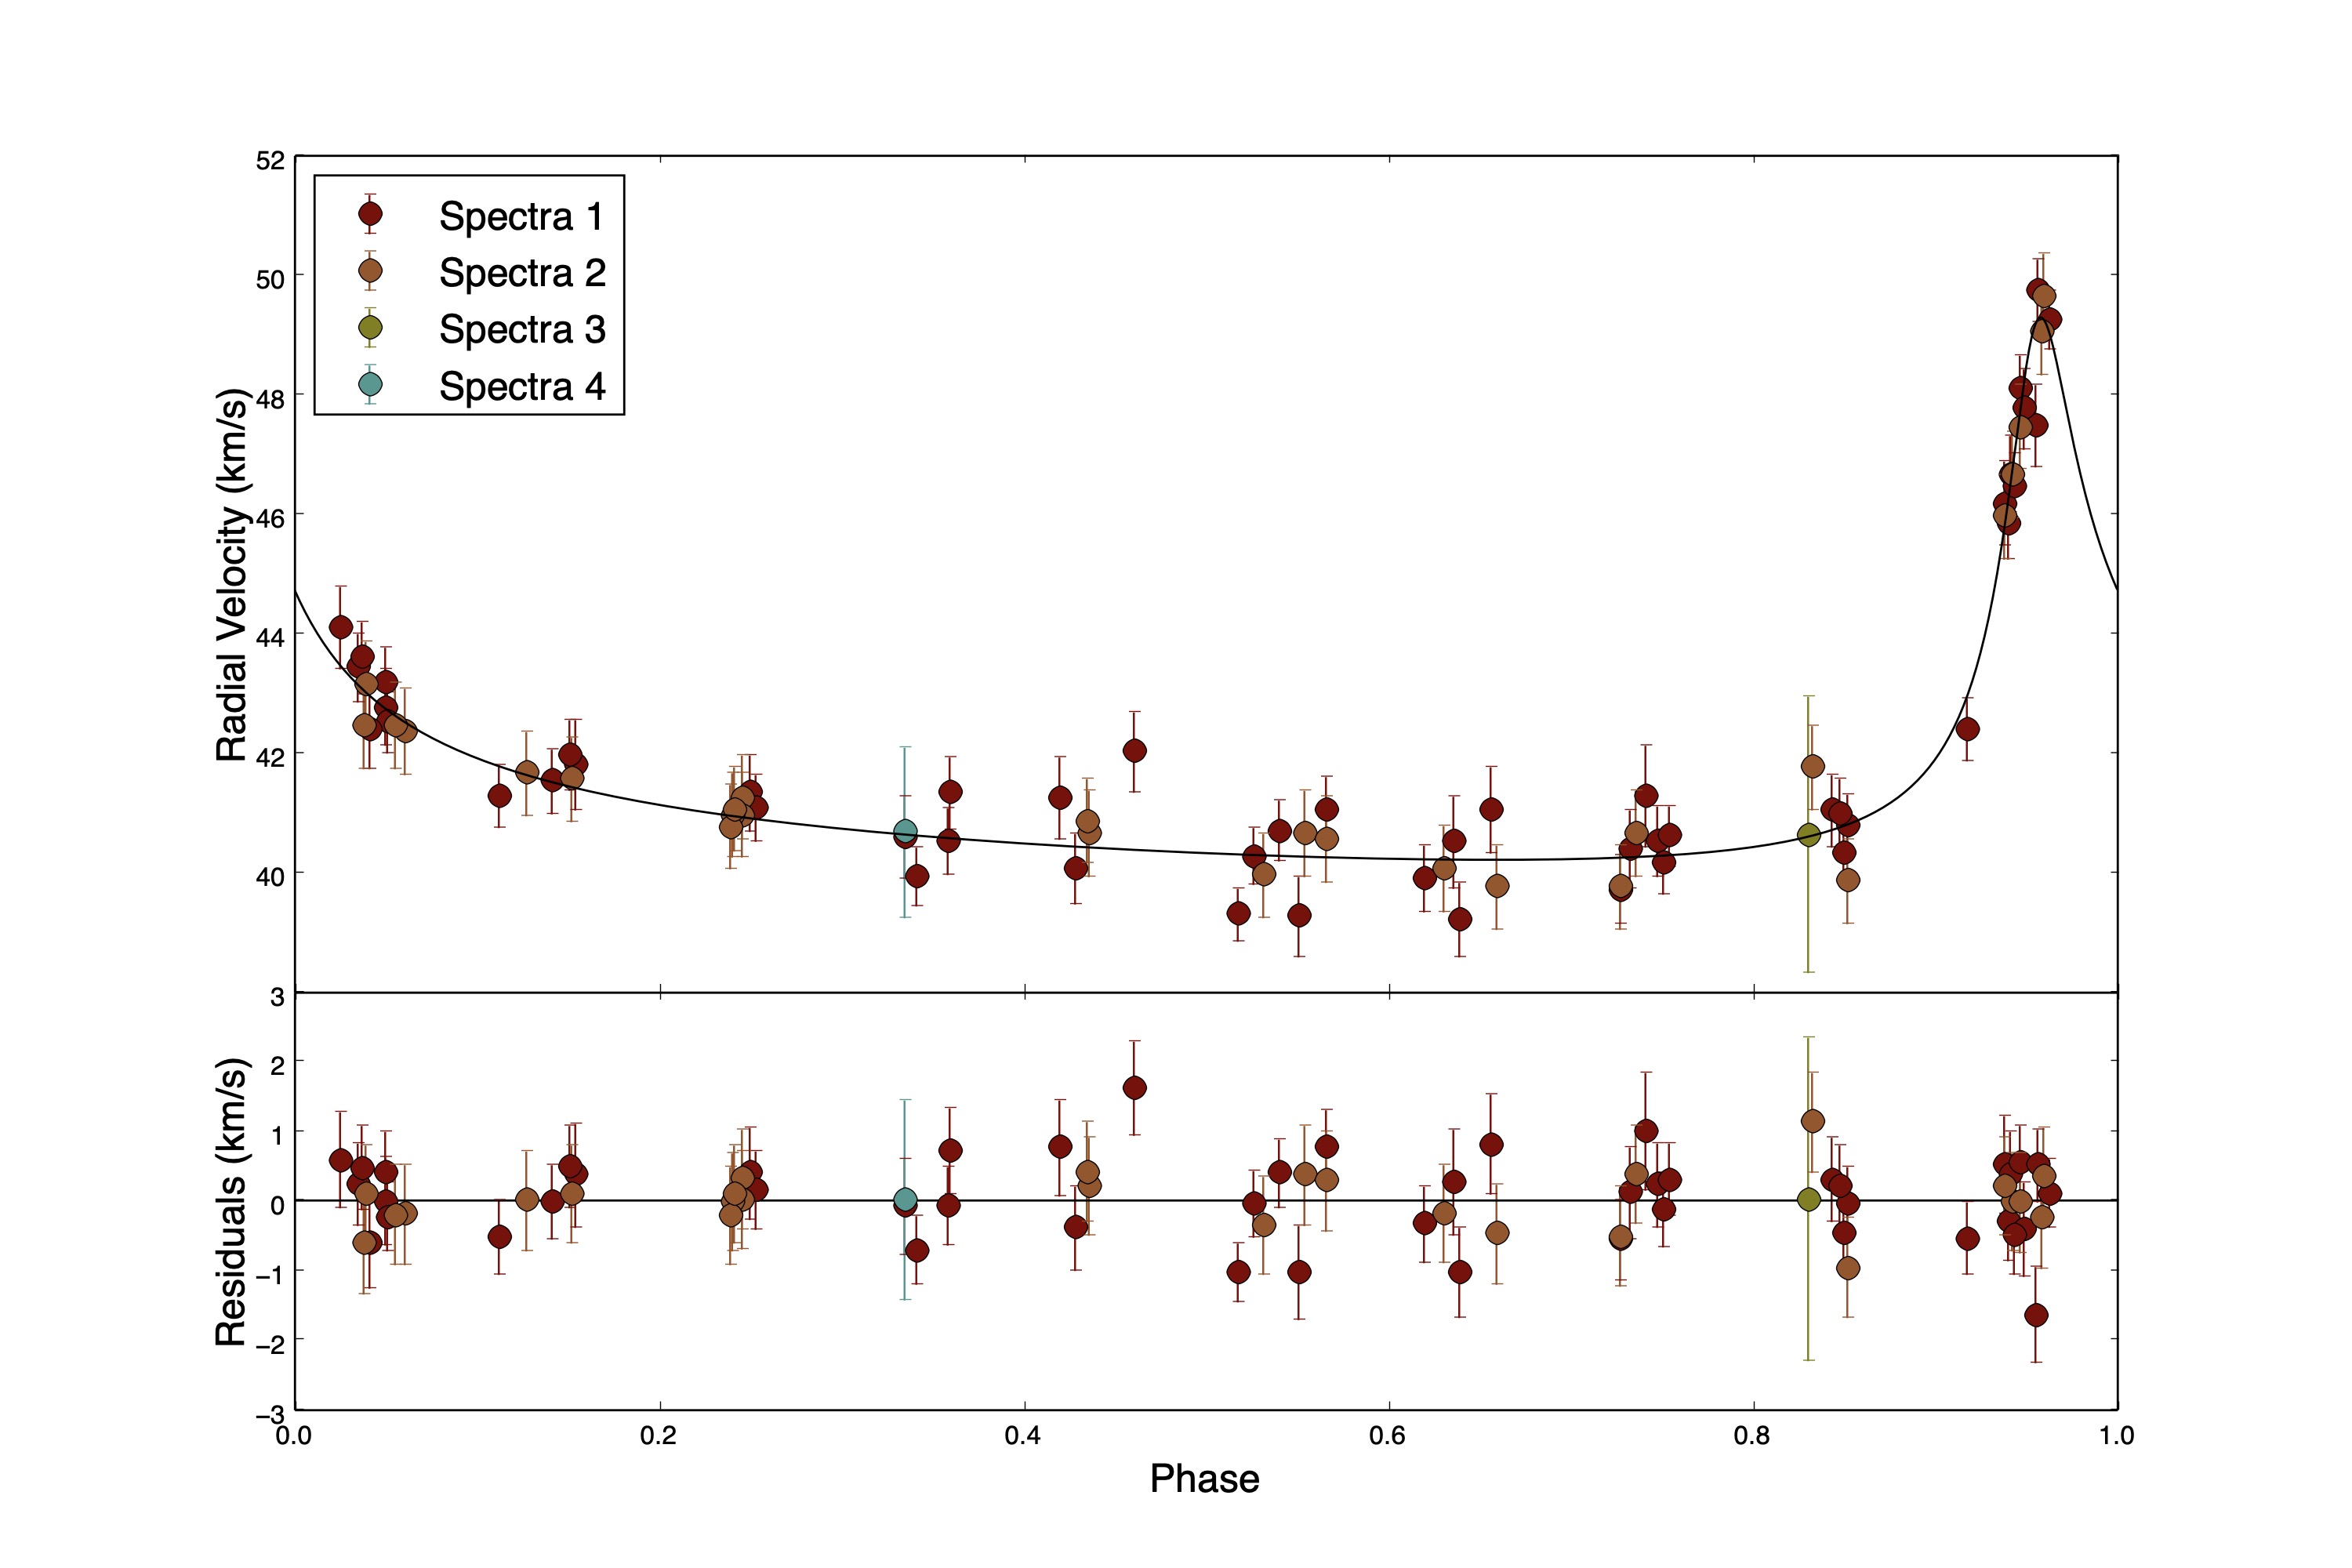 52
50
48
46
44
42
40
Radial Velocity (km/s)
Spectra 1
Spectra 2
Spectra 3
Spectra 4
3
2
1
0
−1
−2
−3
Residuals (km/s)
0.0 0.2 0.4 0.6 0.8 1.0
Phase